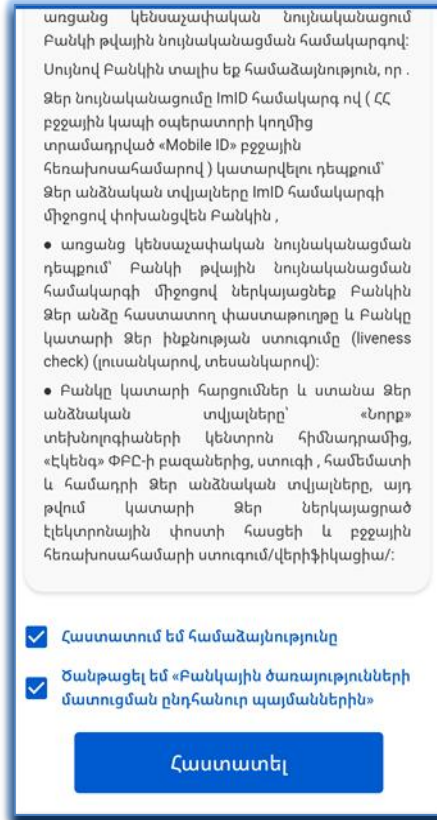 առցանց կենսաչափական նույնականացում
Բանկի թվային նույնականացման համակարգով:
Սույնով Բանկին տալիս եք համաձայնություն, որ .
Ձեր նույնականացումը ImID համակարգ ով ( ՀՀ
բջջային կապի օպերատորի կողմից
տրամադրված «Mobile ID» բջջային
հեռախոսահամարով ) կատարվելու դեպքում՝
Ձեր անձնական տվյալները ImID համակարգի
միջոցով փոխանցվեն Բանկին ,
● առցանց կենսաչափական նույնականացման
դեպքում՝ Բանկի թվային նույնականացման
համակարգի միջոցով ներկայացնեք Բանկին
Ձեր անձը հաստատող փաստաթուղթը և Բանկը
կատարի Ձեր ինքնության ստուգումը (liveness
check) (լուսանկարով, տեսանկարով):
● Բանկը կատարի հարցումներ և ստանա Ձեր
անձնական տվյալները՝ «Նորք»
տեխնոլոգիաների կենտրոն հիմնադրամից,
«Էկենգ» ՓԲԸ-ի բազաներից, ստուգի , համեմատի
և համադրի Ձեր անձնական տվյալները, այդ
թվում կատարի Ձեր ներկայացրած
էլեկտրոնային փոստի հասցեի և բջջային
հեռախոսահամարի ստուգում/վերիֆիկացիա/:
Հաստատում եմ համաձայնությունը
Ծանթացել եմ «Բանկային ծառայությունների
մատուցման ընդհանուր պայմաններին»
Հաստատել